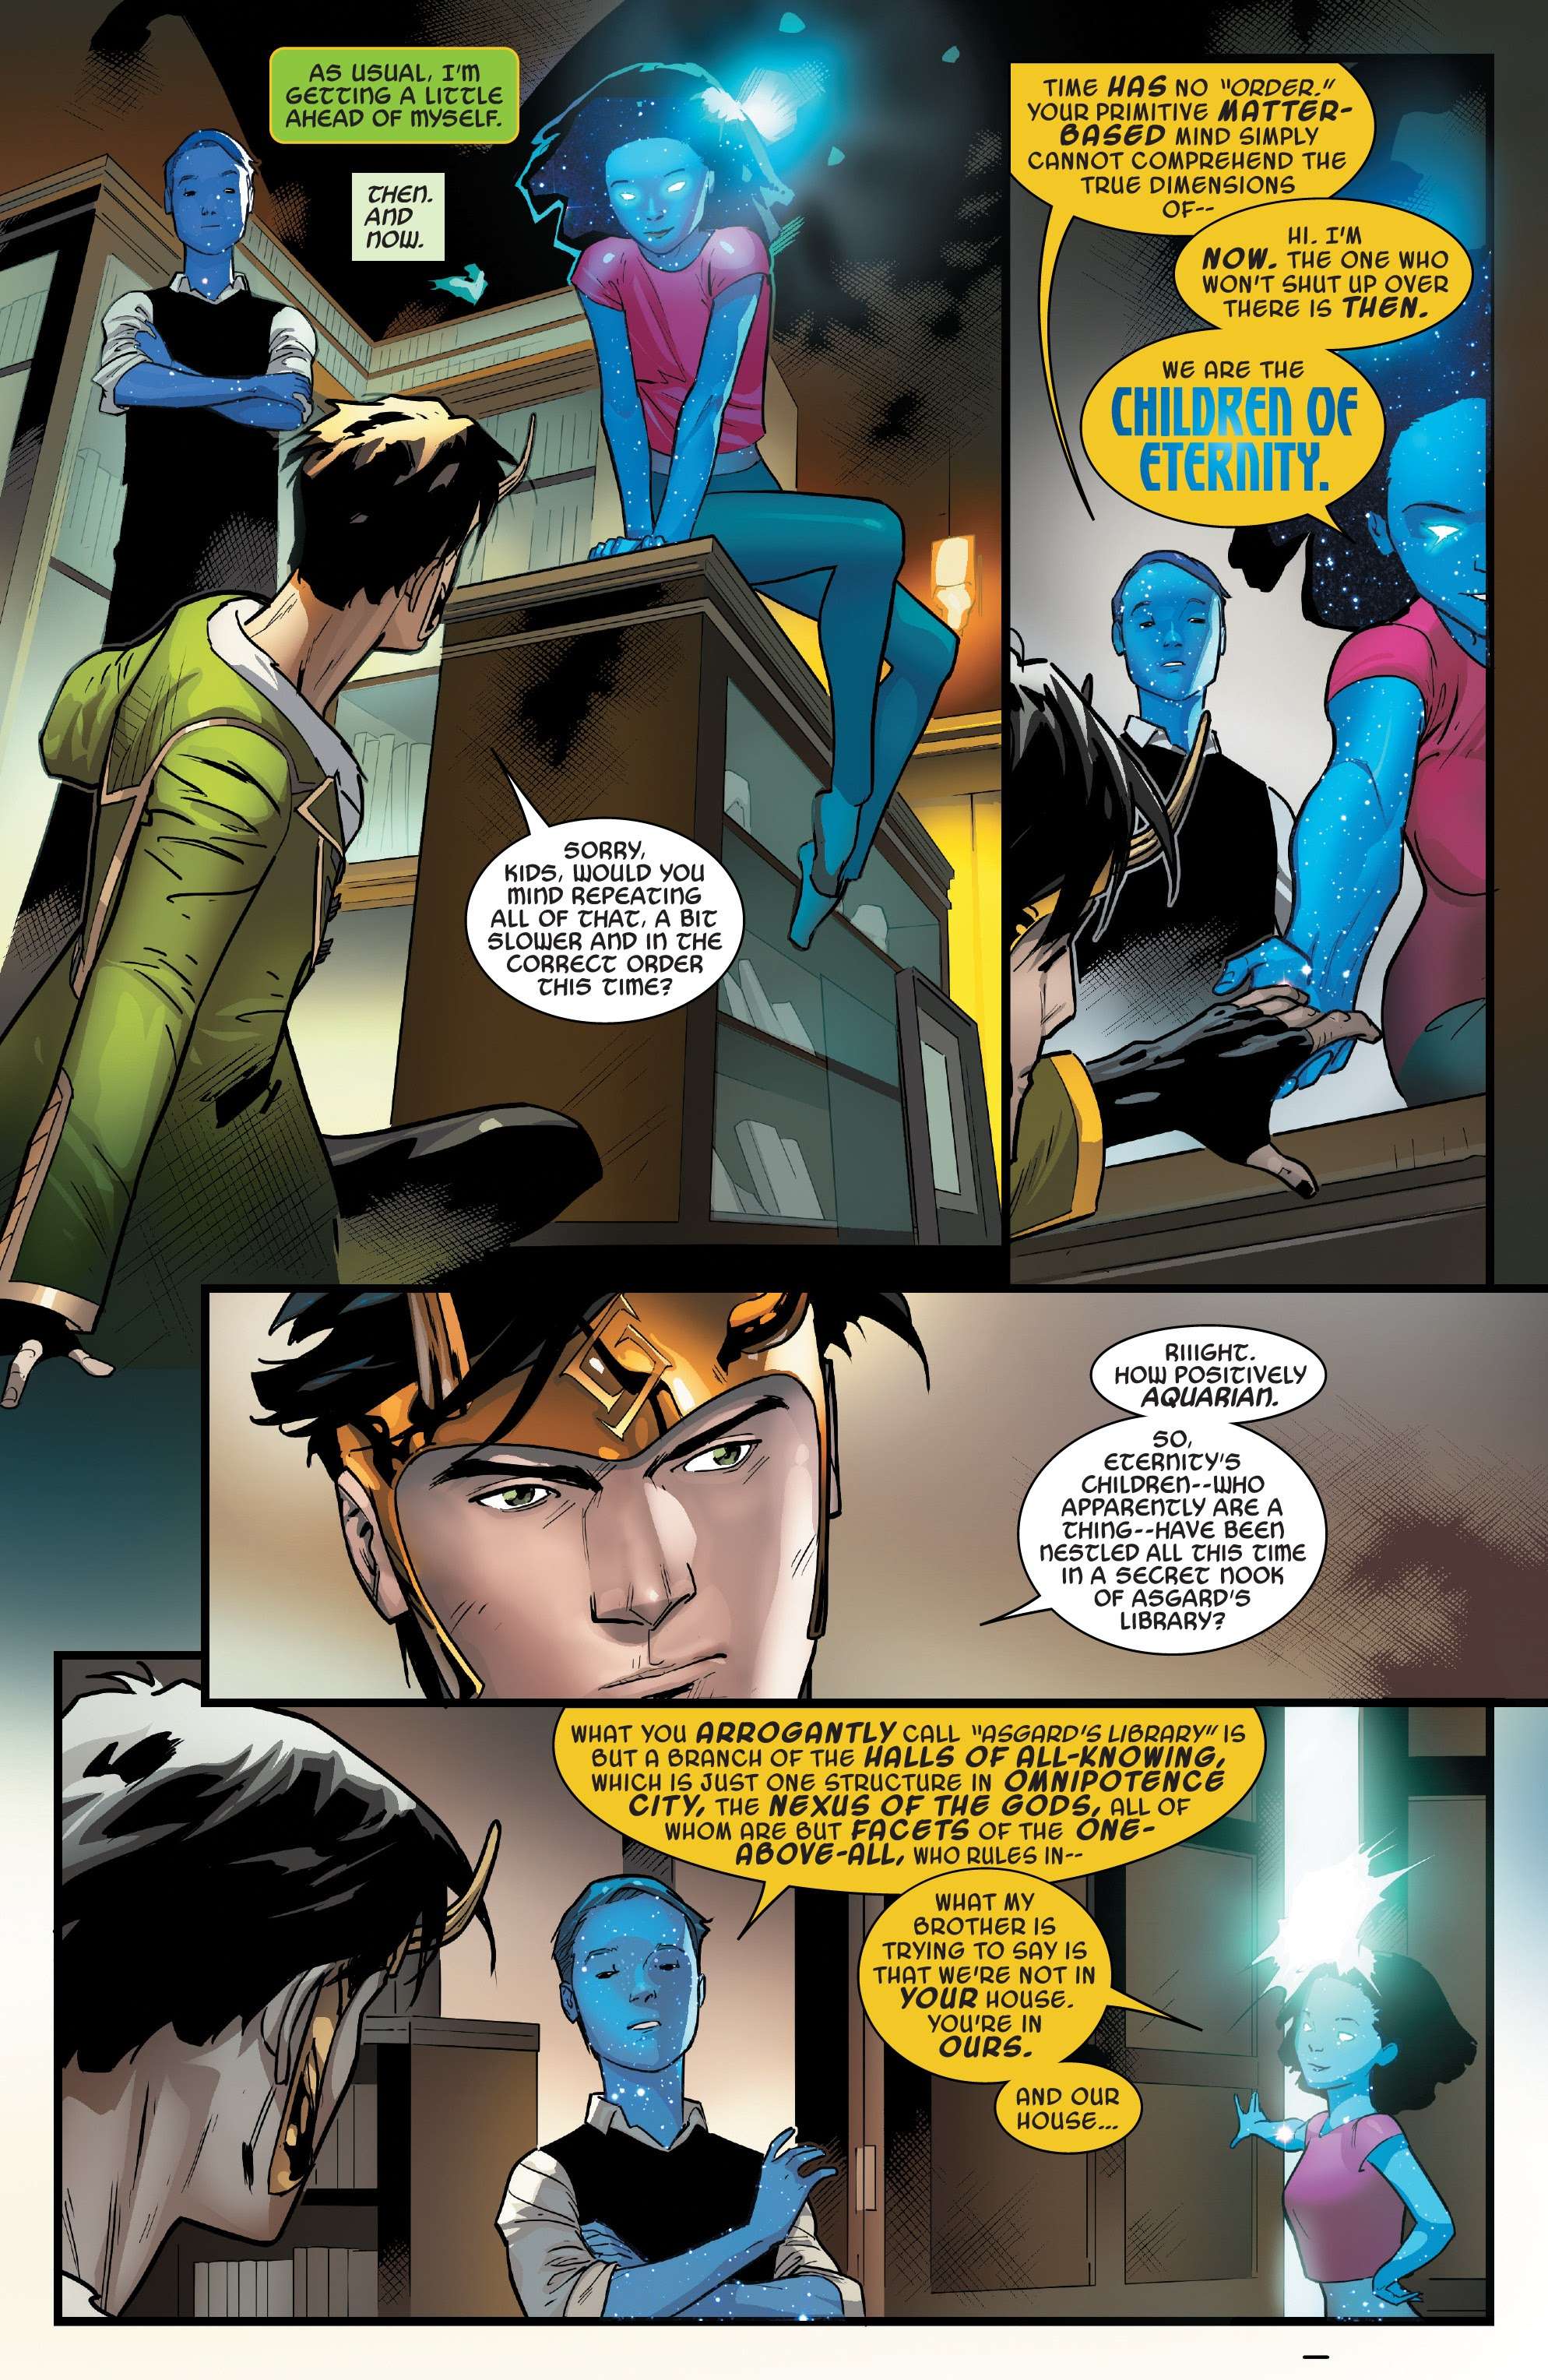 AS USUAL, I'M
GETTING A LITTLE
AHEAD OF MYSELF.
THEN.
AND
NOW.
SORRY,
KIDS, WOULD YOU
MIND REPEATING
ALL OF THAT, A BIT
SLOWER AND IN THE
CORRECT ORDER
THIS TIME?
TIME HAS NO "ORDER."
YOUR PRIMITIVE MATTER-
BASED MIND SIMPLY
CANNOT COMPREHEND THE
TRUE DIMENSIONS
OF--
HI. I'M
NOW. THE ONE WHO
WON'T SHUT UP OVER
THERE IS THEN.
WE ARE THE
CHILDREN OF
ETERNITY.
RIIIGHT.
HOW POSITIVELY
AQUARIAN.
SO,
ETERNITY'S
CHILDREN--WHO
APPARENTLY ARE A
THING--HAVE BEEN
NESTLED ALL THIS TIME
IN A SECRET NOOK
OF ASGARD'S
LIBRARY?
WHAT YOU ARROGANTLY CALL "ASGARD'S LIBRARY" IS
BUT A BRANCH OF THE HALLS OF ALL-KNOWING,
WHICH IS JUST ONE STRUCTURE IN OMNIPOTENCE
CITY, THE NEXUS OF THE GODS, ALL OF
WHOM ARE BUT FACETS OF THE ONE-
ABOVE-ALL, WHO RULES IN--
WHAT MY
BROTHER IS
TRYING TO SAY IS
THAT WE'RE NOT IN
YOUR HOUSE.
YOU'RE IN
OURS.
AND OUR
HOUSE...